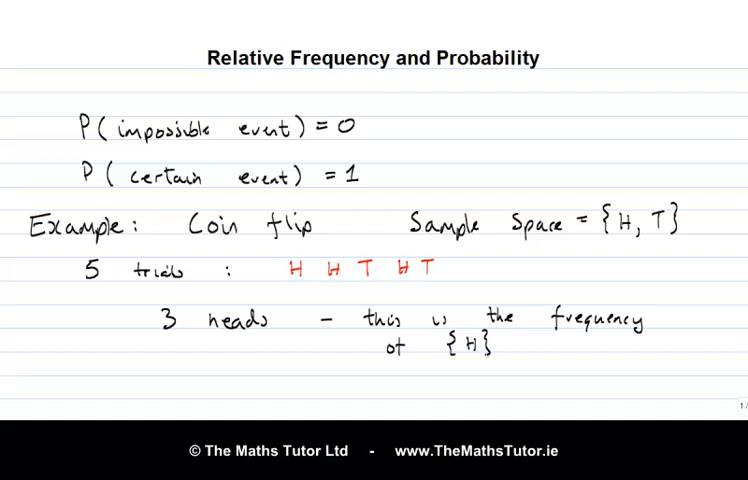 Relative Frequency and Probability
P(impossible event) = 0
P(certain event) = 1
Example: Coin flip Sample Space = {H, T}
5 trials : H H T H T
3 heads - this is the frequency
of {H}
1/
© The Maths Tutor Ltd - www.TheMathsTutor.ie